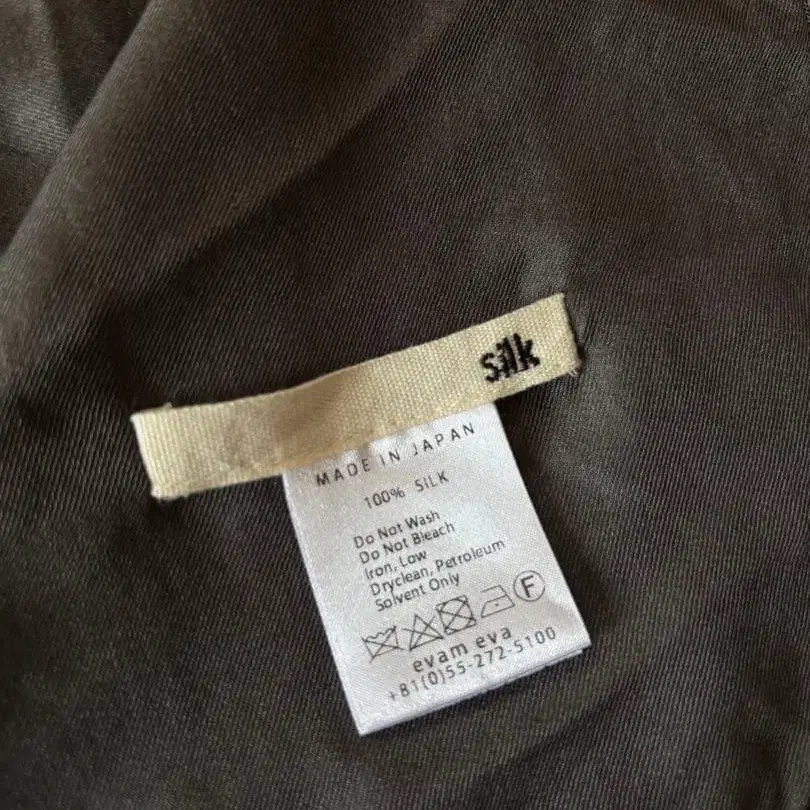 silk
MADE IN JAPAN
100% SILK
Do Not Wash
Do Not Bleach
Iron, Low
Dryclean, Petroleum
Solvent Only
F
evam eva
+81(0)55-272-5100